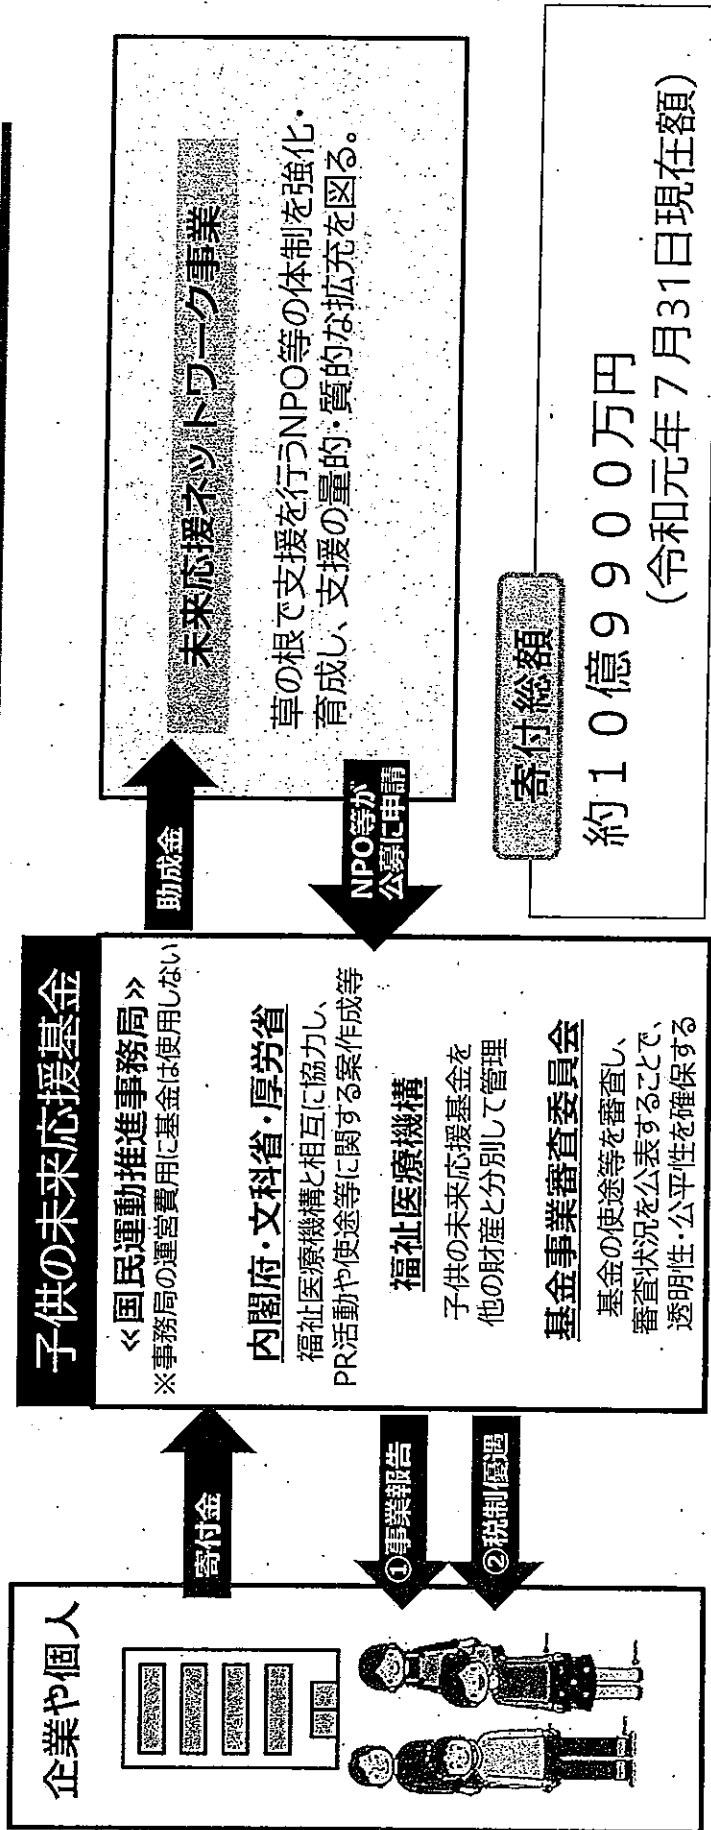 企業や個人
寄付金
①事業報告
②税制優遇
子供の未来応援基金
≪国民運動推進事務局≫
※事務局の運営費用に基金は使用しない
内閣府・文科省・厚労省
福祉医療機構と相互に協力し、
PR活動や使途等に関する案作成等
福祉医療機構
子供の未来応援基金を
他の財産と分別して管理
基金事業審査委員会
基金の使途等を審査し、
審査状況を公表することで、
透明性・公平性を確保する
助成金
NPO等が
公募に申請
未来応援ネットワーク事業
草の根で支援を行うNPO等の体制を強化・
育成し、支援の量的・質的な拡充を図る。
寄付総額
約10億9900万円
(令和元年7月31日現在額)